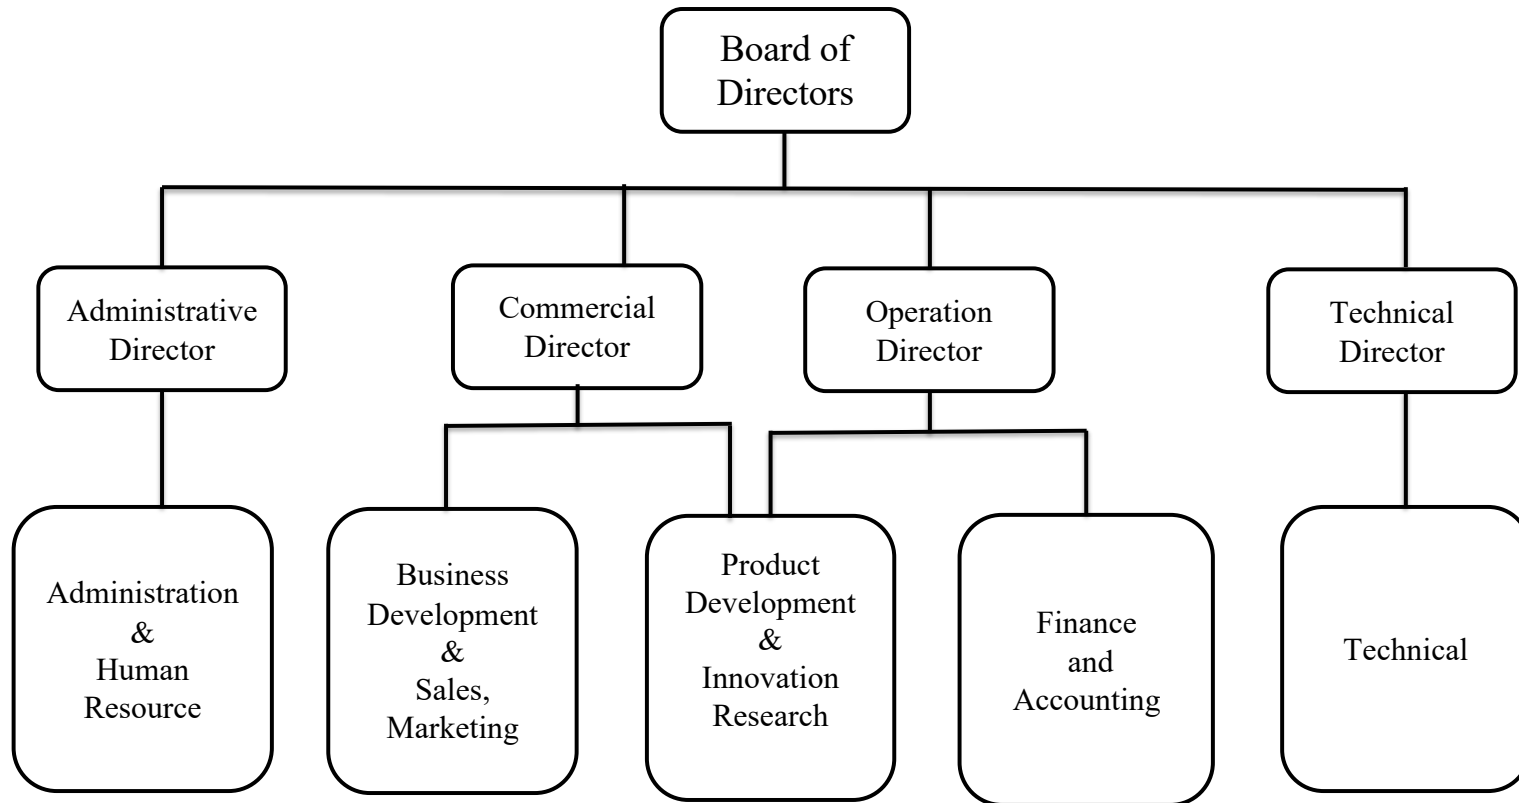 Board of
Directors
Administrative
Director
Commercial
Director
Operation
Director
Technical
Director
Administration
&
Human
Resource
Business
Development
&
Sales,
Marketing
Product
Development
&
Innovation
Research
Finance
and
Accounting
Technical